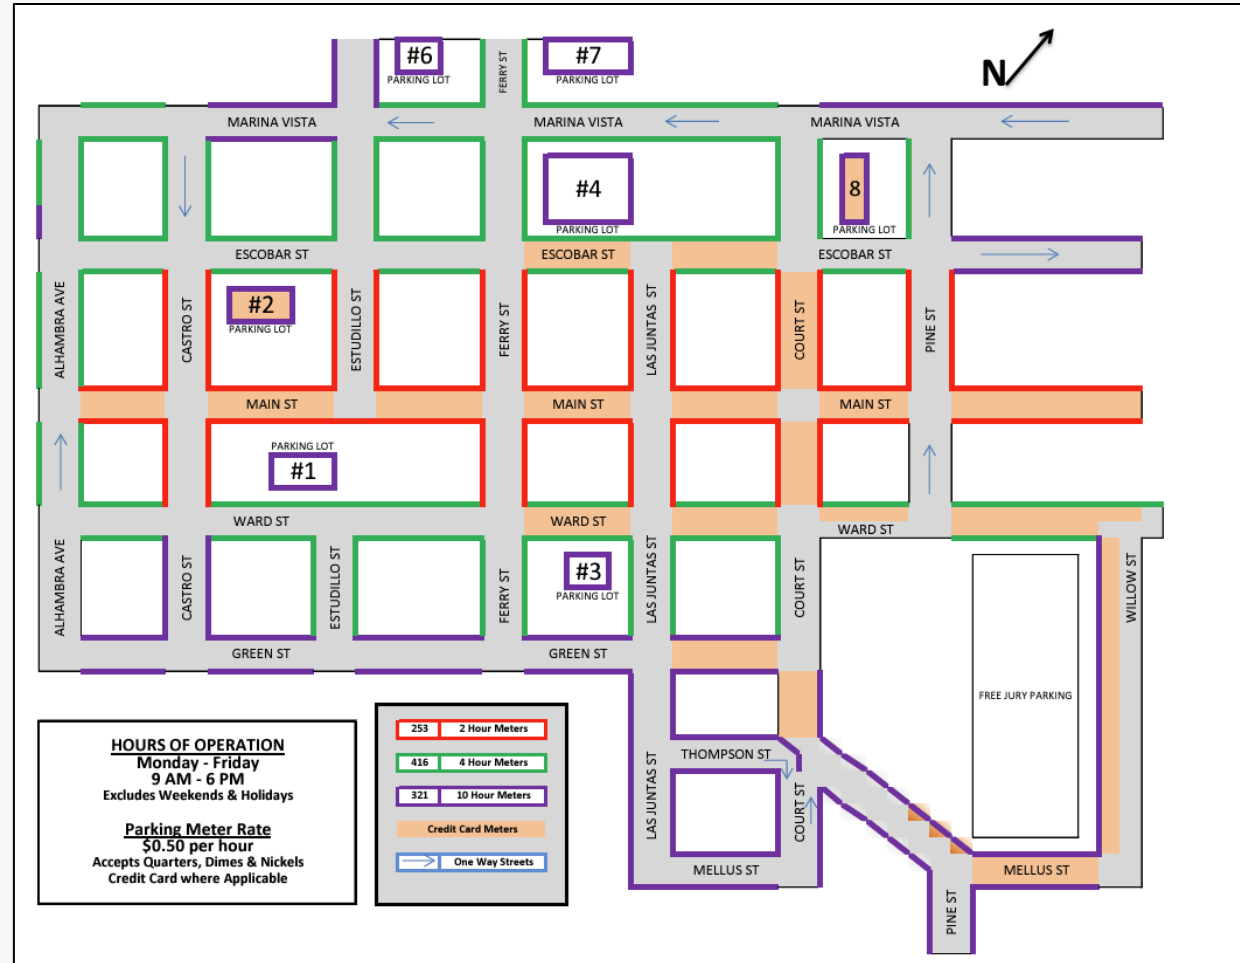 #6
PARKING LOT
FERRY ST
#7
PARKING LOT
N
MARINA VISTA
MARINA VISTA
MARINA VISTA
#4
PARKING LOT
8
PARKING LOT
ESCOBAR ST
ESCOBAR ST
ESCOBAR ST
ALHAMBRA AVE
CASTRO ST
#2
PARKING LOT
ESTUDILLO ST
FERRY ST
LAS JUNTAS ST
COURT ST
PINE ST
MAIN ST
MAIN ST
MAIN ST
PARKING LOT
#1
WARD ST
WARD ST
WARD ST
ALHAMBRA AVE
CASTRO ST
ESTUDILLO ST
FERRY ST
#3
PARKING LOT
LAS JUNTAS ST
COURT ST
WILLOW ST
GREEN ST
GREEN ST
FREE JURY PARKING
THOMPSON ST
LAS JUNTAS ST
COURT ST
MELLUS ST
MELLUS ST
PINE ST
HOURS OF OPERATION
Monday - Friday
9 AM - 6 PM
Excludes Weekends & Holidays
Parking Meter Rate
$0.50 per hour
Accepts Quarters, Dimes & Nickels
Credit Card where Applicable
253 2 Hour Meters
416 4 Hour Meters
321 10 Hour Meters
Credit Card Meters
One Way Streets